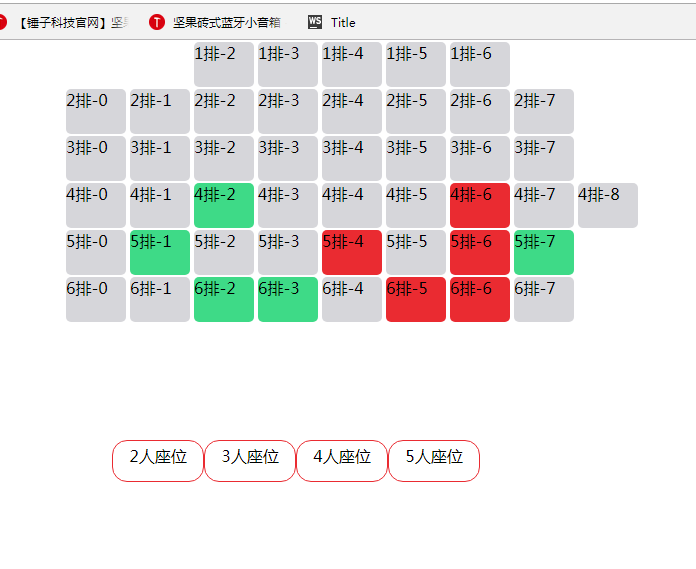 【锤子科技官网】坚果 坚果砖式蓝牙小音箱 WS Title
1排-2 1排-3 1排-4 1排-5 1排-6
2排-0 2排-1 2排-2 2排-3 2排-4 2排-5 2排-6 2排-7
3排-0 3排-1 3排-2 3排-3 3排-4 3排-5 3排-6 3排-7
4排-0 4排-1 4排-2 4排-3 4排-4 4排-5 4排-6 4排-7 4排-8
5排-0 5排-1 5排-2 5排-3 5排-4 5排-5 5排-6 5排-7
6排-0 6排-1 6排-2 6排-3 6排-4 6排-5 6排-6 6排-7
2人座位 3人座位 4人座位 5人座位